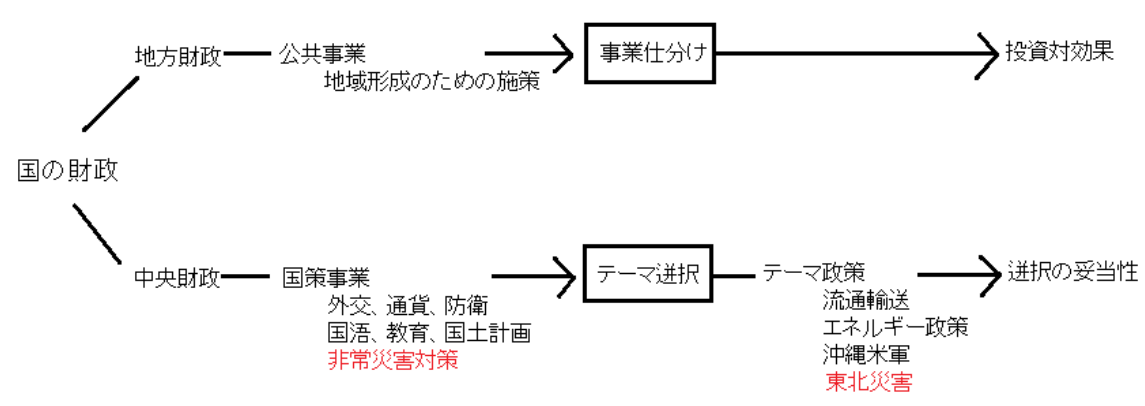 国の財政
地方財政
公共事業
地域形成のための施策
事業仕分け
投資対効果
中央財政
国策事業
外交、通貨、防衛
国語、教育、国土計画
非常災害対策
テーマ選択
テーマ政策
流通輸送
エネルギー政策
沖縄米軍
東北災害
選択の妥当性